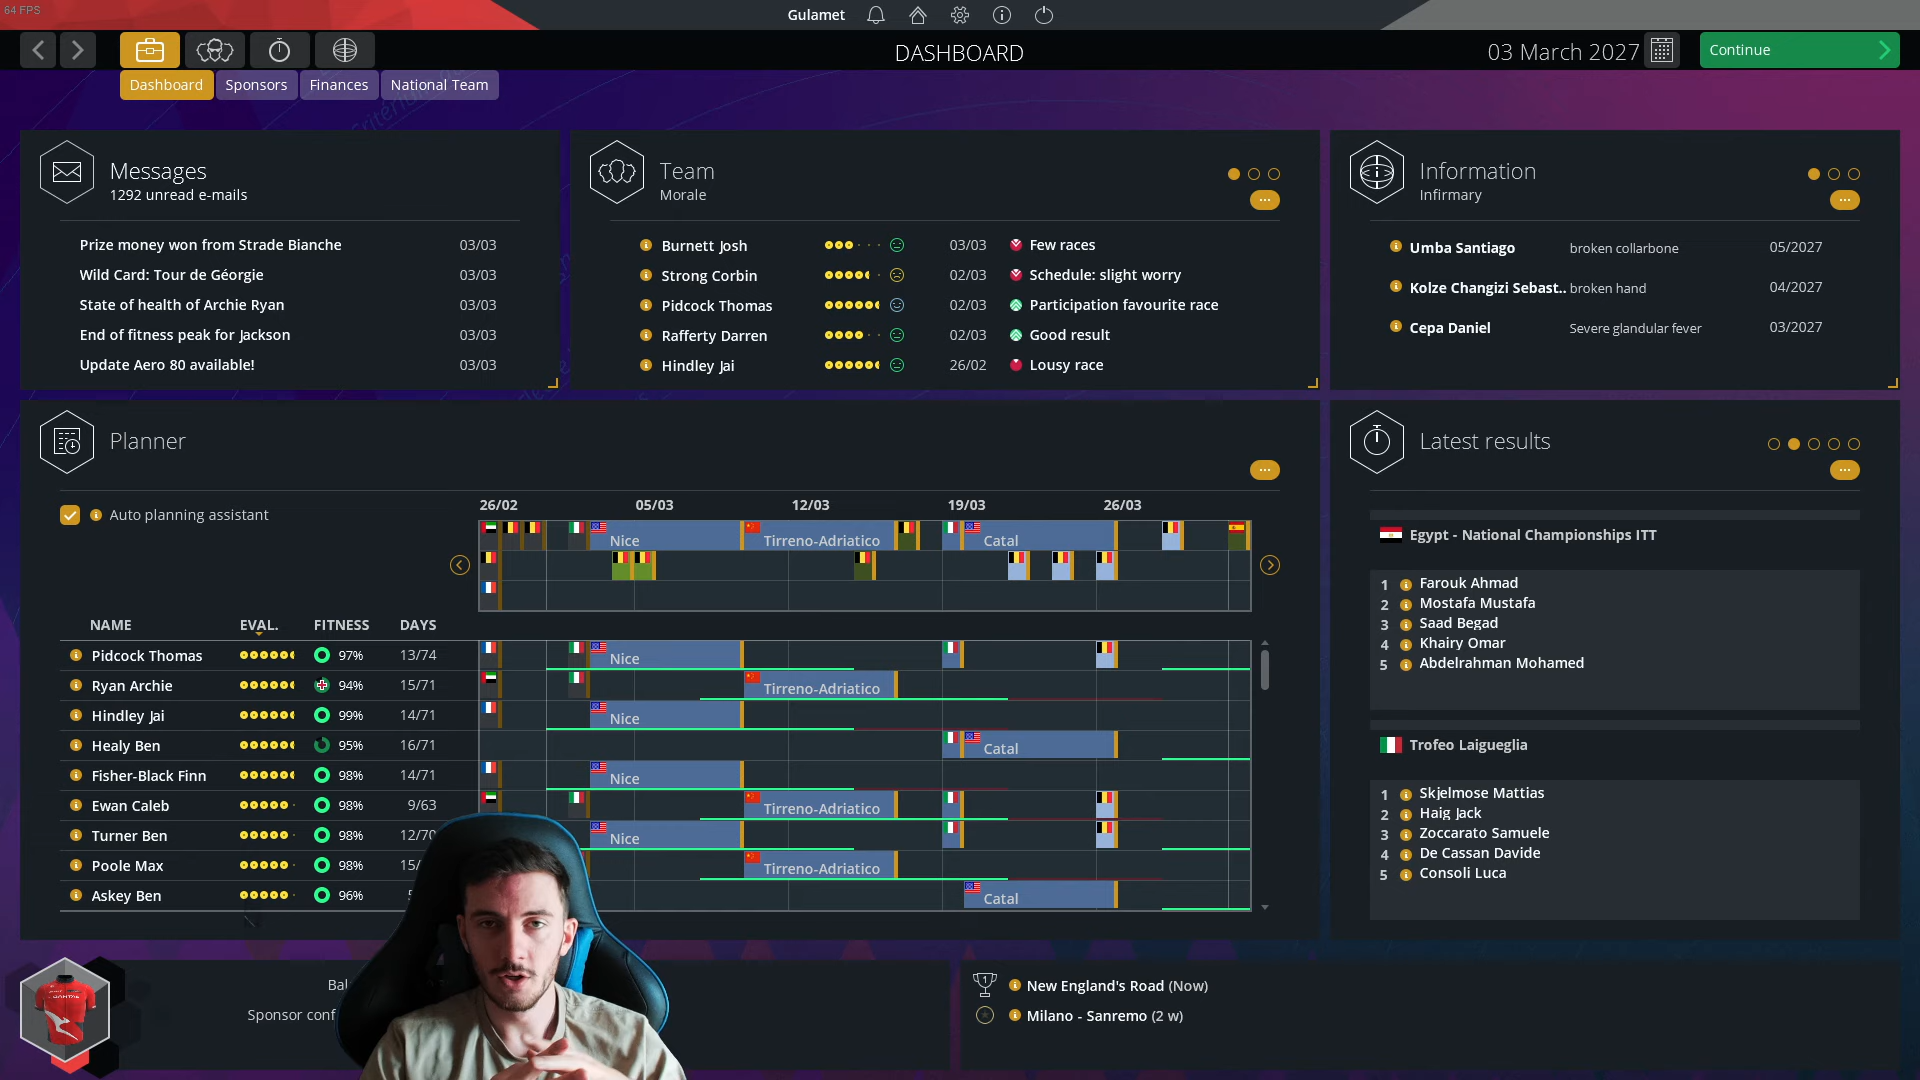 64 FPS
Gulamet
DASHBOARD
03 March 2027
Continue
Dashboard
Sponsors
Finances
National Team
Messages
1292 unread e-mails
Prize money won from Strade Bianche 03/03
Wild Card: Tour de Géorgie 03/03
State of health of Archie Ryan 03/03
End of fitness peak for Jackson 03/03
Update Aero 80 available! 03/03
Team
Morale
Burnett Josh 03/03 Few races
Strong Corbin 02/03 Schedule: slight worry
Pidcock Thomas 02/03 Participation favourite race
Rafferty Darren 02/03 Good result
Hindley Jai 26/02 Lousy race
Information
Infirmary
Umba Santiago broken collarbone 05/2027
Kolze Changizi Sebast.. broken hand 04/2027
Cepa Daniel Severe glandular fever 03/2027
Planner
Auto planning assistant
26/02 05/03 12/03 19/03 26/03
Nice Tirreno-Adriatico Catal
NAME EVAL. FITNESS DAYS
Pidcock Thomas 97% 13/74 Nice
Ryan Archie 94% 15/71 Tirreno-Adriatico
Hindley Jai 99% 14/71 Nice
Healy Ben 95% 16/71 Catal
Fisher-Black Finn 98% 14/71 Nice
Ewan Caleb 98% 9/63 Tirreno-Adriatico
Turner Ben 98% 12/70 Nice
Poole Max 98% 15/ Tirreno-Adriatico
Askey Ben 96% Catal
Latest results
Egypt - National Championships ITT
1 Farouk Ahmad
2 Mostafa Mustafa
3 Saad Begad
4 Khairy Omar
5 Abdelrahman Mohamed
Trofeo Laigueglia
1 Skjelmose Mattias
2 Haig Jack
3 Zoccarato Samuele
4 De Cassan Davide
5 Consoli Luca
Bal
Sponsor conf
QANTAS
New England's Road (Now)
Milano - Sanremo (2 w)